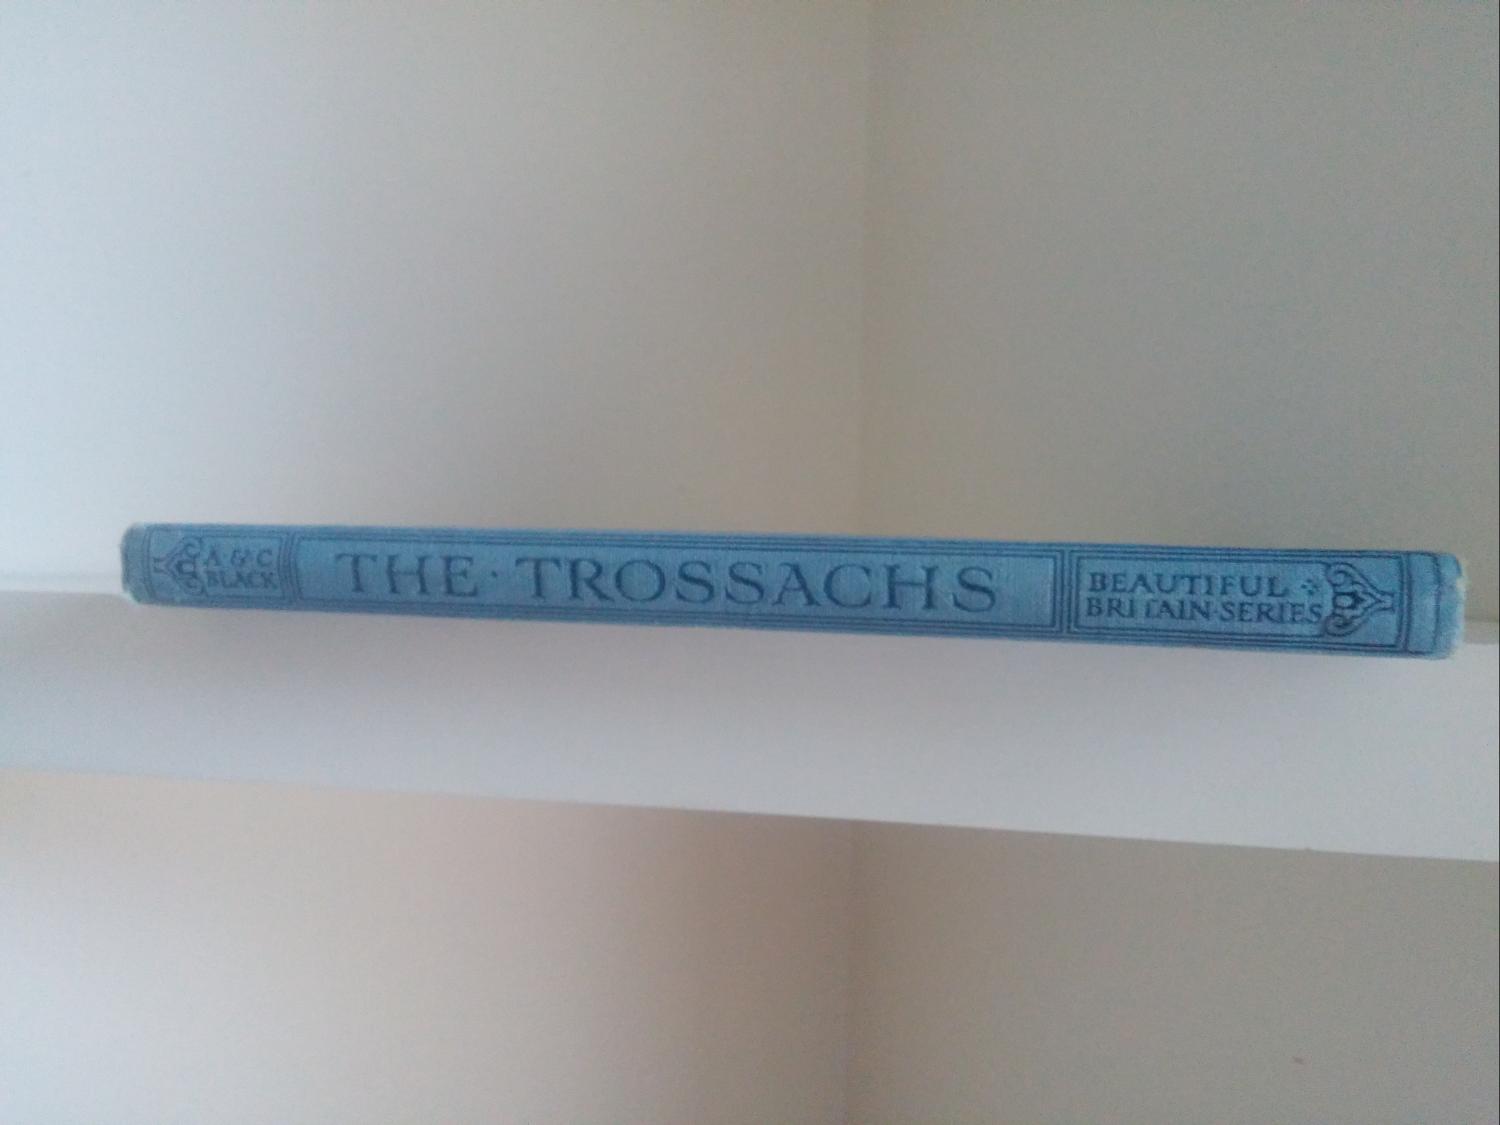 A & C
BLACK
THE · TROSSACHS
BEAUTIFUL
BRITAIN · SERIES